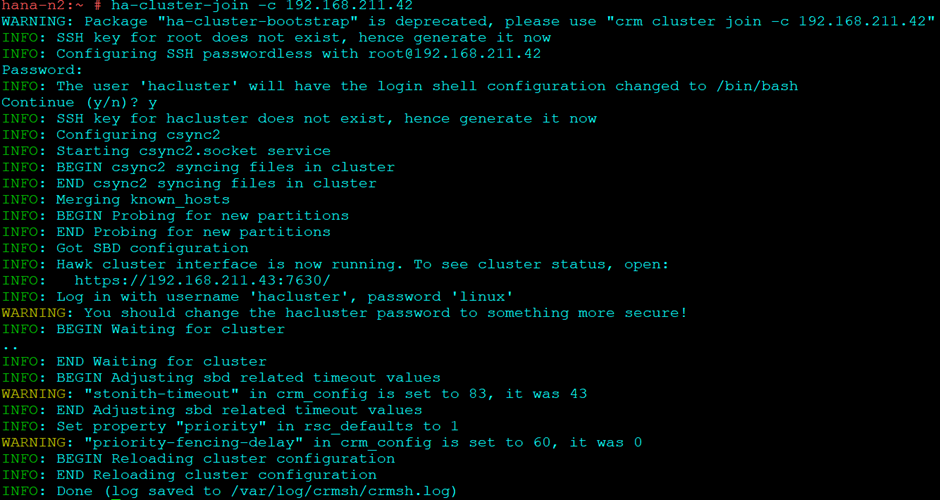 hana-n2:~ # ha-cluster-join -c 192.168.211.42
WARNING: Package "ha-cluster-bootstrap" is deprecated, please use "crm cluster join -c 192.168.211.42"
INFO: SSH key for root does not exist, hence generate it now
INFO: Configuring SSH passwordless with root@192.168.211.42
Password:
INFO: The user 'hacluster' will have the login shell configuration changed to /bin/bash
Continue (y/n)? y
INFO: SSH key for hacluster does not exist, hence generate it now
INFO: Configuring csync2
INFO: Starting csync2.socket service
INFO: BEGIN csync2 syncing files in cluster
INFO: END csync2 syncing files in cluster
INFO: Merging known_hosts
INFO: BEGIN Probing for new partitions
INFO: END Probing for new partitions
INFO: Got SBD configuration
INFO: Hawk cluster interface is now running. To see cluster status, open:
INFO:   https://192.168.211.43:7630/
INFO: Log in with username 'hacluster', password 'linux'
WARNING: You should change the hacluster password to something more secure!
INFO: BEGIN Waiting for cluster
..
INFO: END Waiting for cluster
INFO: BEGIN Adjusting sbd related timeout values
WARNING: "stonith-timeout" in crm_config is set to 83, it was 43
INFO: END Adjusting sbd related timeout values
INFO: Set property "priority" in rsc_defaults to 1
WARNING: "priority-fencing-delay" in crm_config is set to 60, it was 0
INFO: BEGIN Reloading cluster configuration
INFO: END Reloading cluster configuration
INFO: Done (log saved to /var/log/crmsh/crmsh.log)